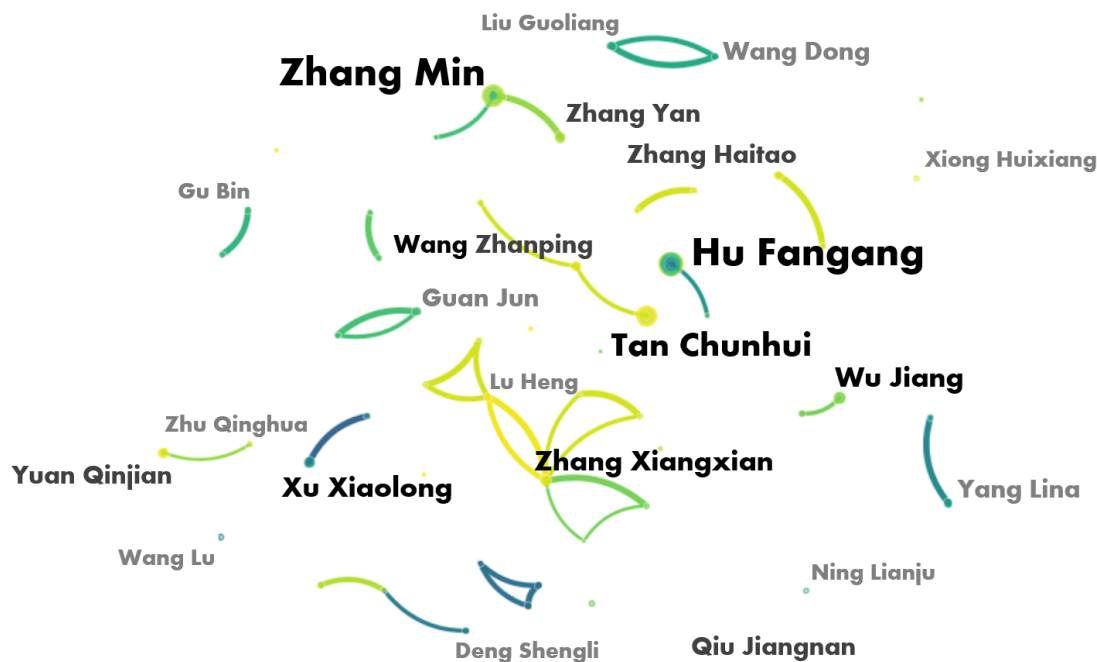 Liu Guoliang
Wang Dong
Zhang Min
Zhang Yan
Zhang Haitao
Xiong Huixiang
Gu Bin
Wang Zhanping
Hu Fangang
Guan Jun
Tan Chunhui
Lu Heng
Wu Jiang
Zhu Qinghua
Zhang Xiangxian
Yuan Qinjian
Xu Xiaolong
Yang Lina
Wang Lu
Ning Lianju
Deng Shengli
Qiu Jiangnan